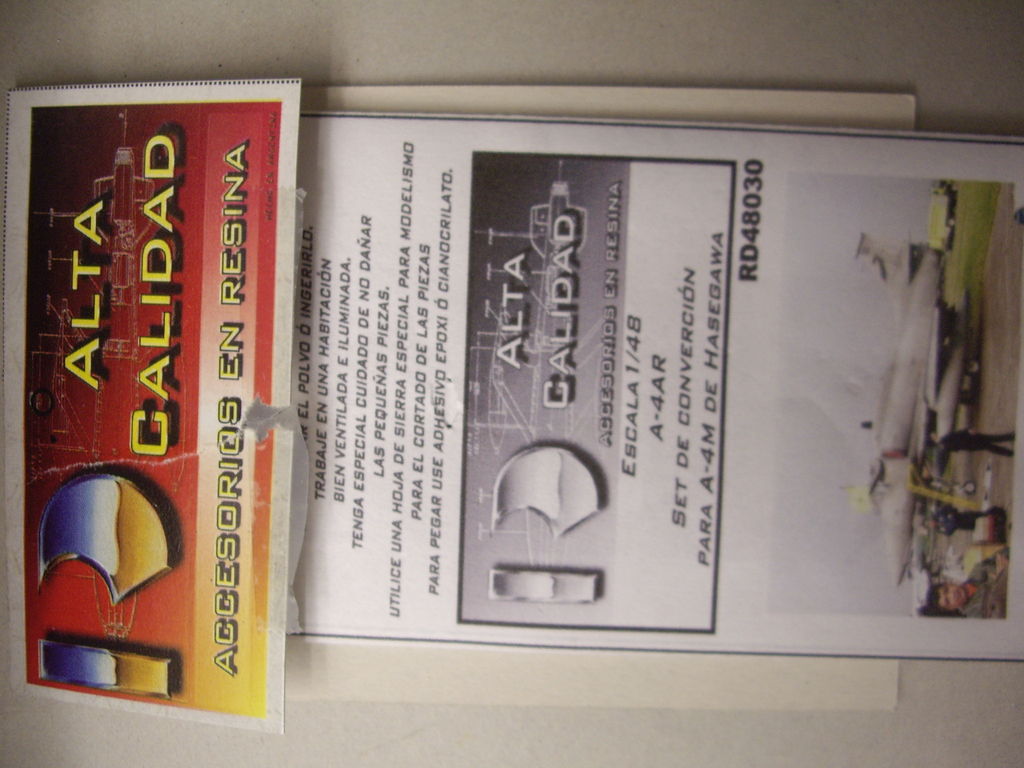 ALTA
CALIDAD
ACCESORIOS EN RESINA
EL POLVO Ó INGERIRLO.
TRABAJE EN UNA HABITACIÓN
BIEN VENTILADA E ILUMINADA.
TENGA ESPECIAL CUIDADO DE NO DAÑAR
LAS PEQUEÑAS PIEZAS.
UTILICE UNA HOJA DE SIERRA ESPECIAL PARA MODELISMO
PARA EL CORTADO DE LAS PIEZAS
PARA PEGAR USE ADHESIVO EPOXI Ó CIANOCRILATO.
ALTA
CALIDAD
ACCESORIOS EN RESINA
ESCALA 1/48
A-4AR
SET DE CONVERCIÓN
PARA A-4M DE HASEGAWA
RD48030